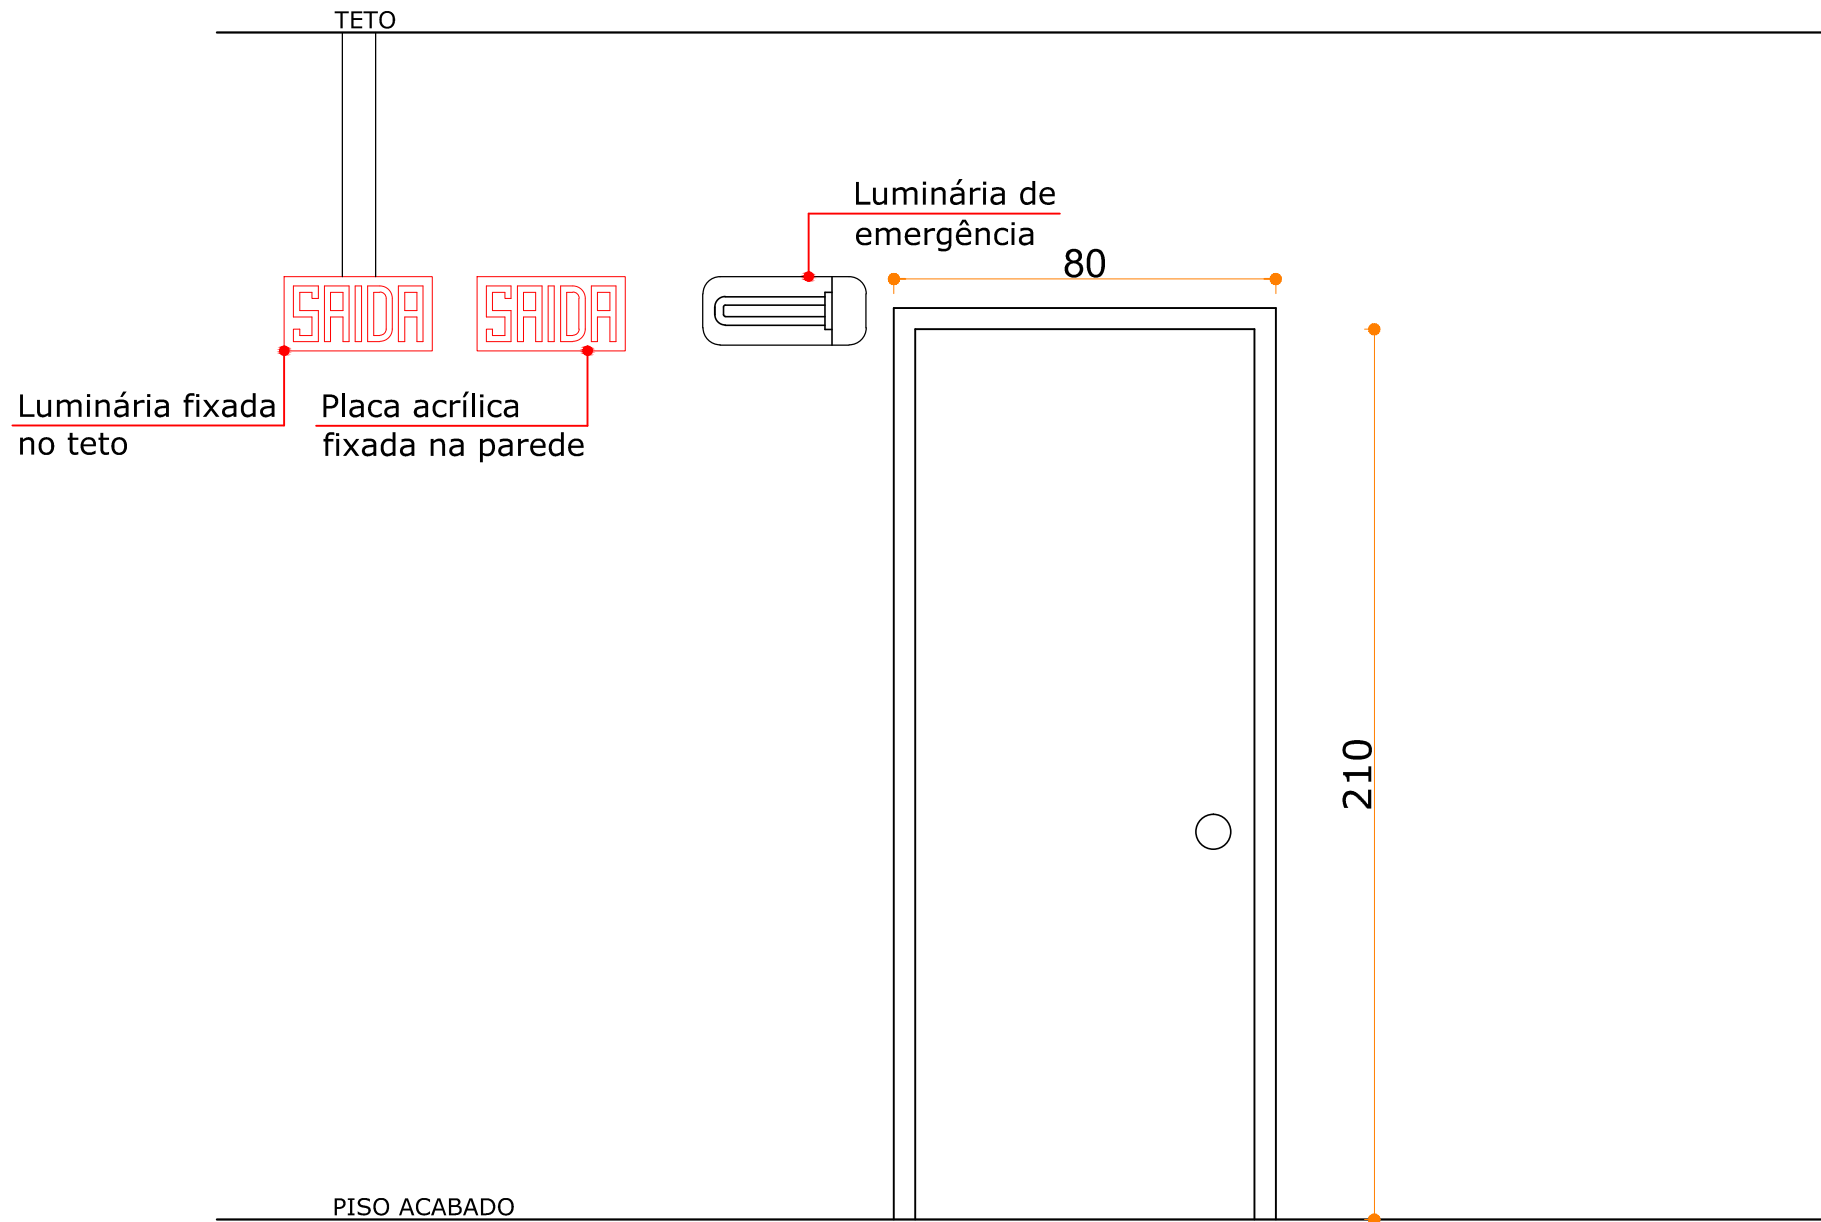 TETO
Luminária de
emergência
80
SAIDA
SAIDA
Luminária fixada
no teto
Placa acrílica
fixada na parede
210
PISO ACABADO